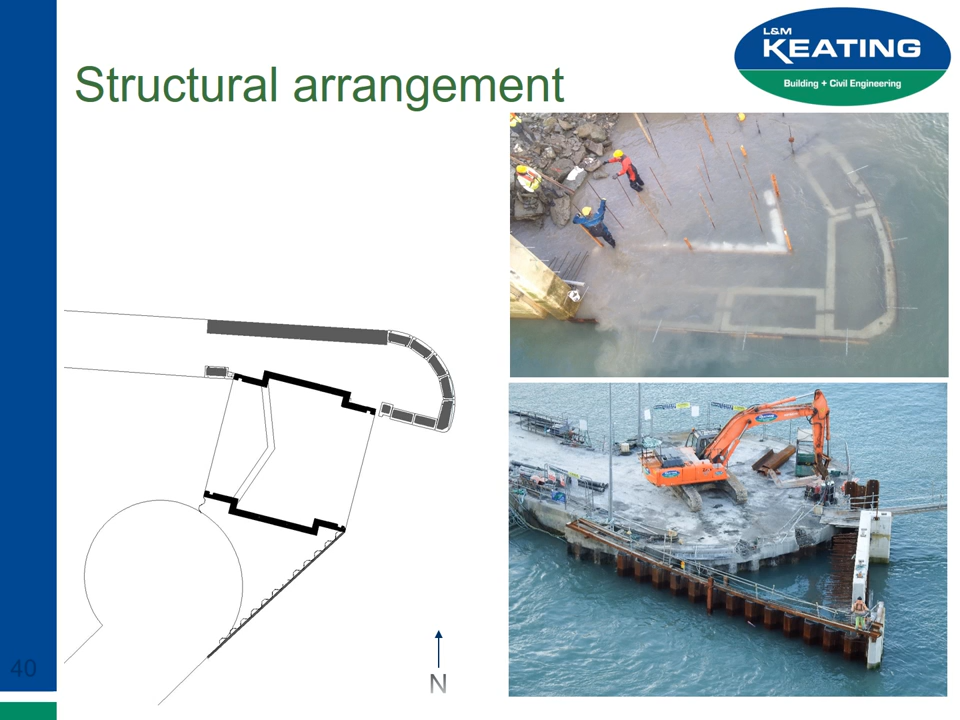 L&M
KEATING
Building + Civil Engineering
Structural arrangement
N
40